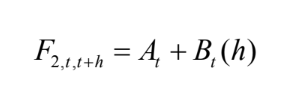 F_{2,t,t+h} = A_t + B_t(h)